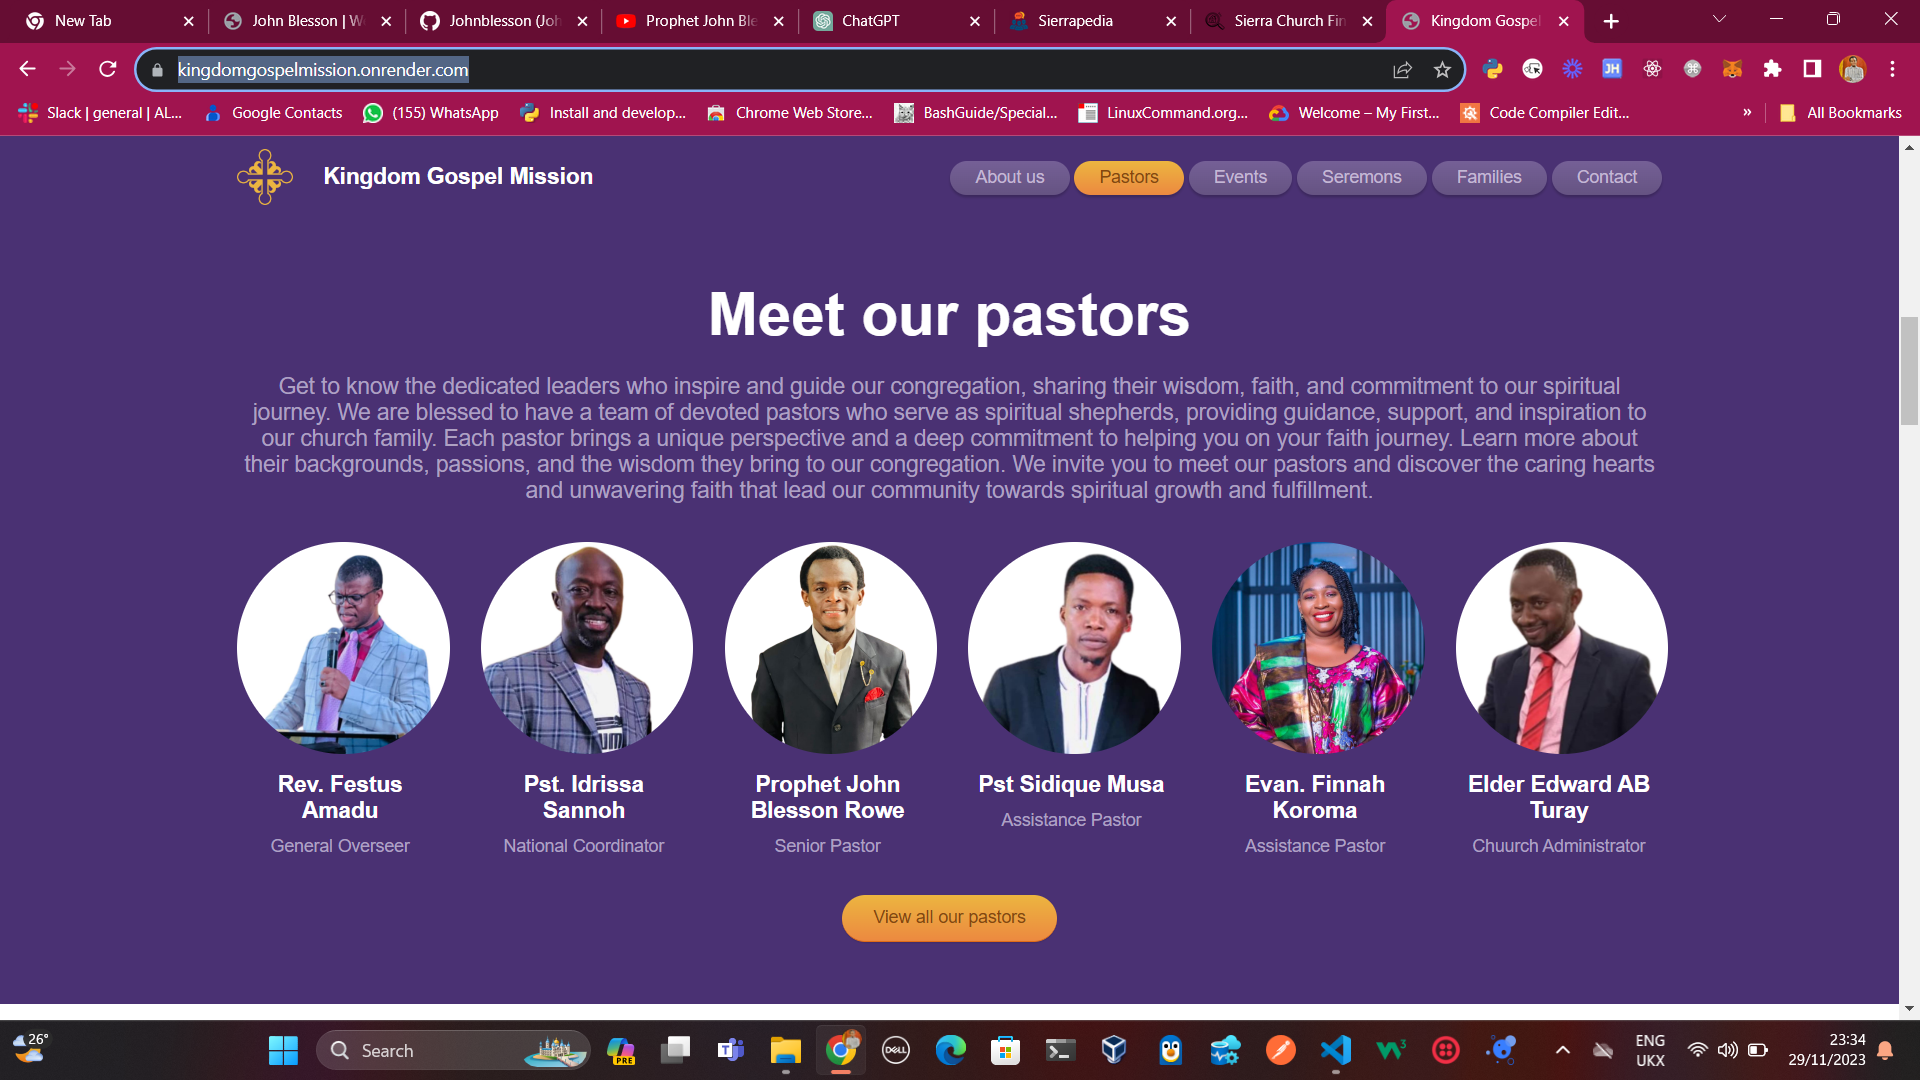 New Tab
John Blesson | W
Johnblesson (Joh
Prophet John Ble
ChatGPT
Sierrapedia
Sierra Church Fin
Kingdom Gospel
kingdomgospelmission.onrender.com
JH
Slack | general | AL...
Google Contacts
(155) WhatsApp
Install and develop...
Chrome Web Store...
BashGuide/Special...
LinuxCommand.org...
Welcome – My First...
Code Compiler Edit...
»
All Bookmarks
Kingdom Gospel Mission
About us
Pastors
Events
Seremons
Families
Contact
Meet our pastors
Get to know the dedicated leaders who inspire and guide our congregation, sharing their wisdom, faith, and commitment to our spiritual
journey. We are blessed to have a team of devoted pastors who serve as spiritual shepherds, providing guidance, support, and inspiration to
our church family. Each pastor brings a unique perspective and a deep commitment to helping you on your faith journey. Learn more about
their backgrounds, passions, and the wisdom they bring to our congregation. We invite you to meet our pastors and discover the caring hearts
and unwavering faith that lead our community towards spiritual growth and fulfillment.
Rev. Festus
Amadu
General Overseer
Pst. Idrissa
Sannoh
National Coordinator
Prophet John
Blesson Rowe
Senior Pastor
Pst Sidique Musa
Assistance Pastor
Evan. Finnah
Koroma
Assistance Pastor
Elder Edward AB
Turay
Chuurch Administrator
View all our pastors
26°
Search
PRE
DELL
W3
ENG
UKX
23:34
29/11/2023